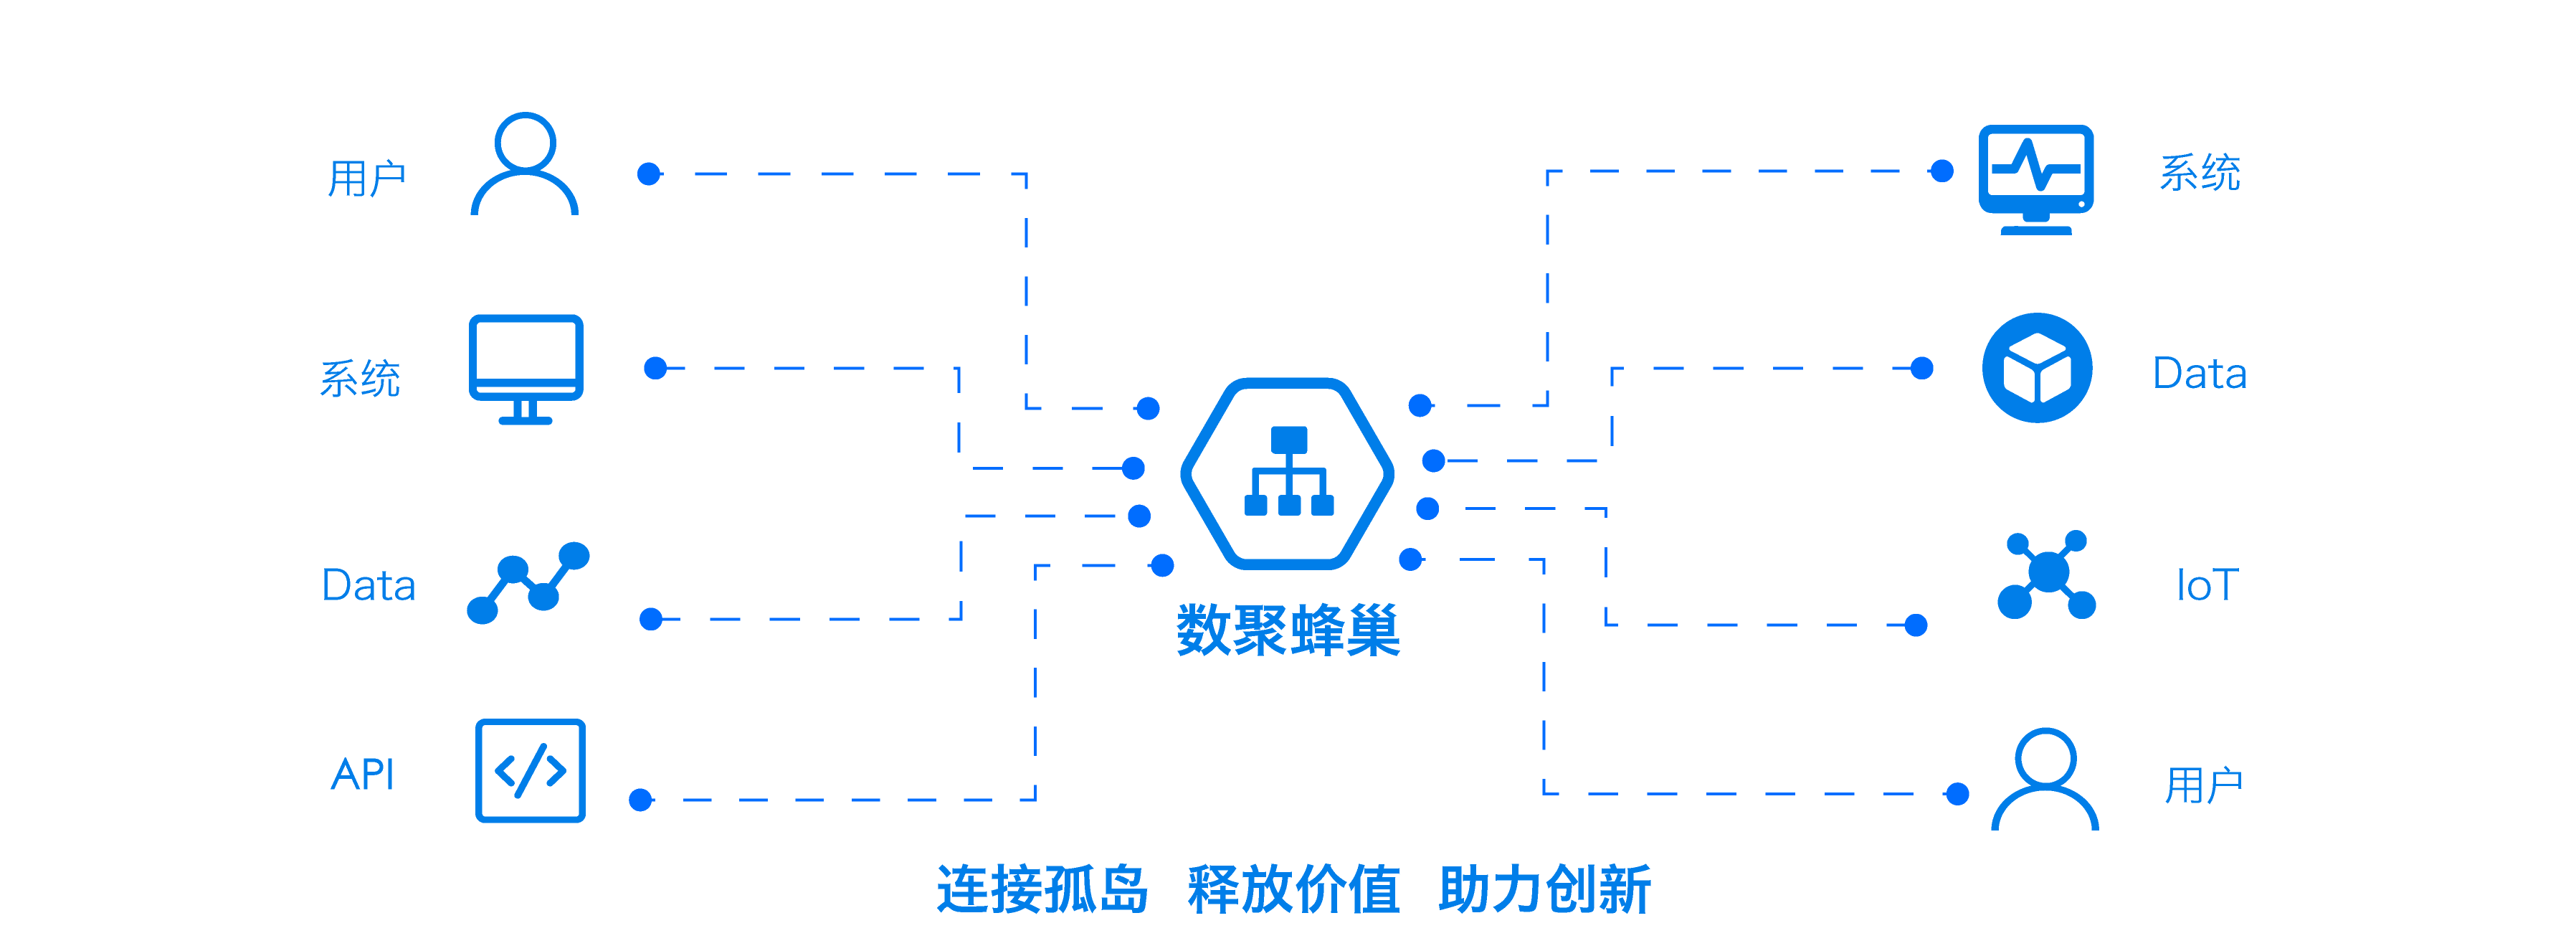 用户
系统
Data
API
数聚蜂巢
系统
Data
IoT
用户
连接孤岛 释放价值 助力创新